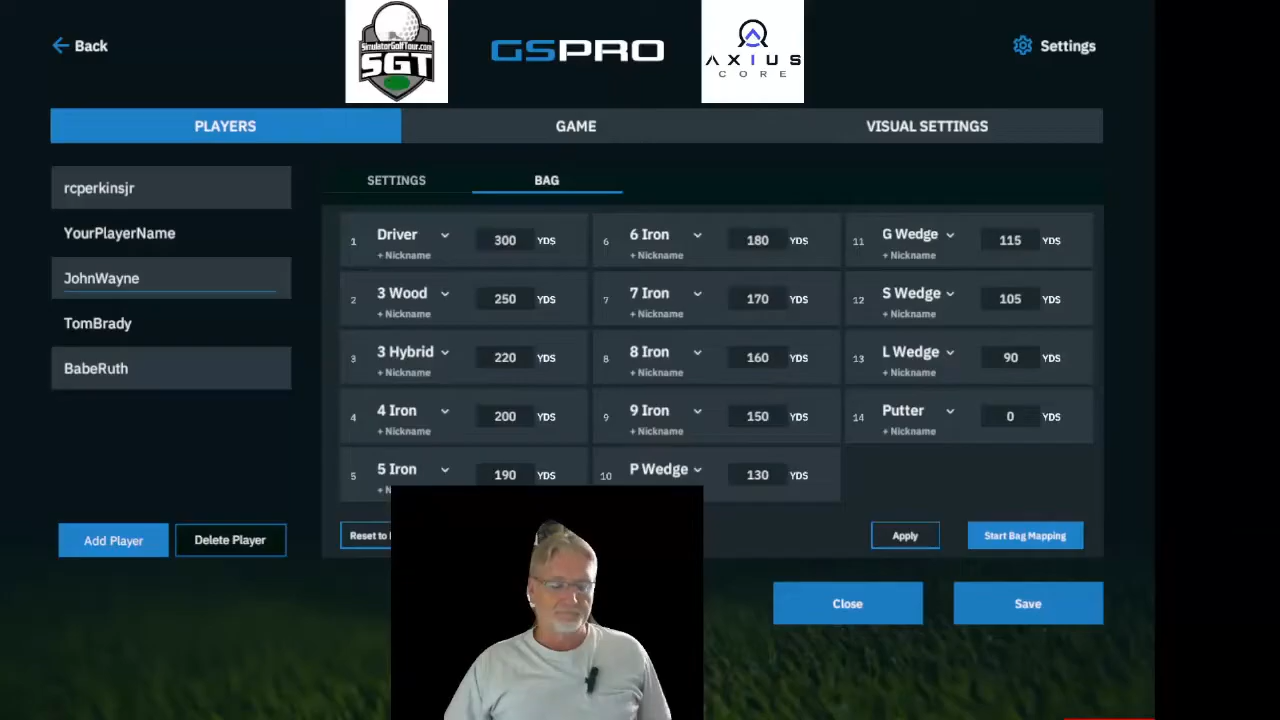 Back
SimulatorGolfTour.com
SGT
GSPRO
AXIUS
CORE
Settings
PLAYERS
GAME
VISUAL SETTINGS
rcperkinsjr
YourPlayerName
JohnWayne
TomBrady
BabeRuth
Add Player
Delete Player
SETTINGS
BAG
1 Driver 300 YDS
+ Nickname
2 3 Wood 250 YDS
+ Nickname
3 3 Hybrid 220 YDS
+ Nickname
4 4 Iron 200 YDS
+ Nickname
5 5 Iron 190 YDS
+ N
6 6 Iron 180 YDS
+ Nickname
7 7 Iron 170 YDS
+ Nickname
8 8 Iron 160 YDS
+ Nickname
9 9 Iron 150 YDS
+ Nickname
10 P Wedge 130 YDS
11 G Wedge 115 YDS
+ Nickname
12 S Wedge 105 YDS
+ Nickname
13 L Wedge 90 YDS
+ Nickname
14 Putter 0 YDS
+ Nickname
Reset to
Apply
Start Bag Mapping
Close
Save